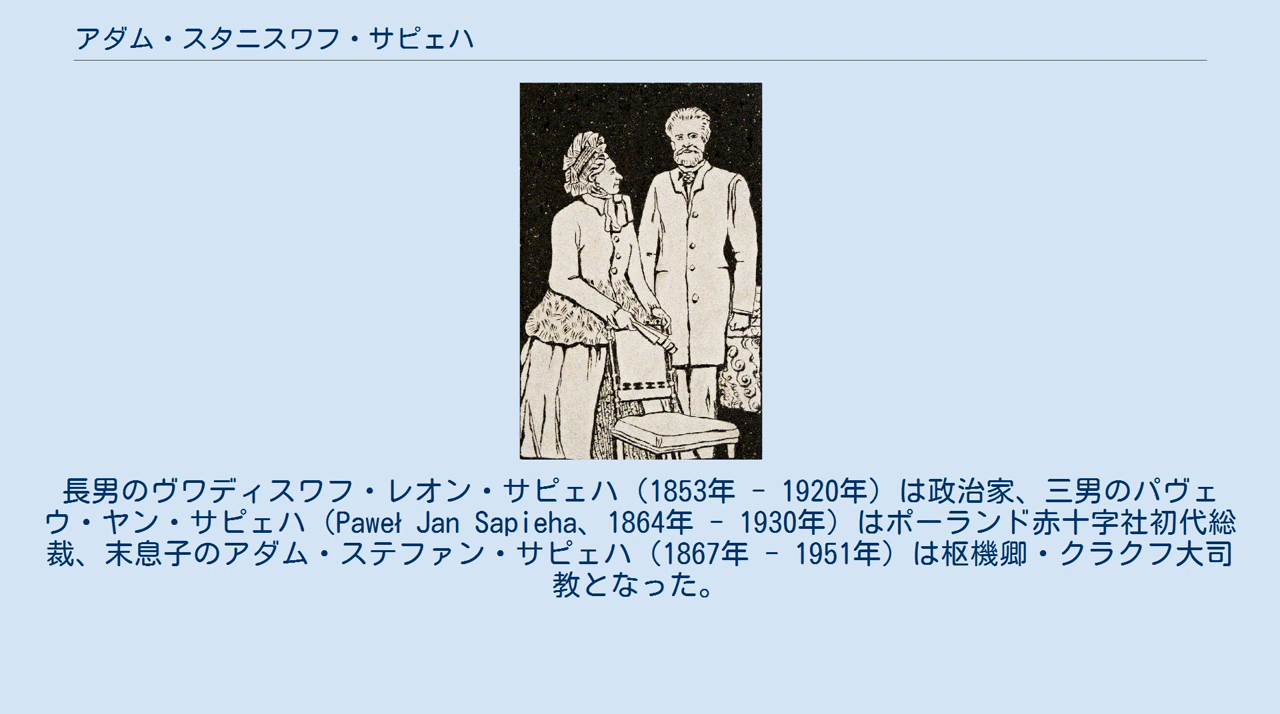 アダム・スタニスワフ・サピェハ
長男のヴワディスワフ・レオン・サピェハ（1853年 - 1920年）は政治家、三男のパヴェ
ウ・ヤン・サピェハ（Paweł Jan Sapieha、1864年 - 1930年）はポーランド赤十字社初代総
裁、末息子のアダム・ステファン・サピェハ（1867年 - 1951年）は枢機卿・クラクフ大司
教となった。